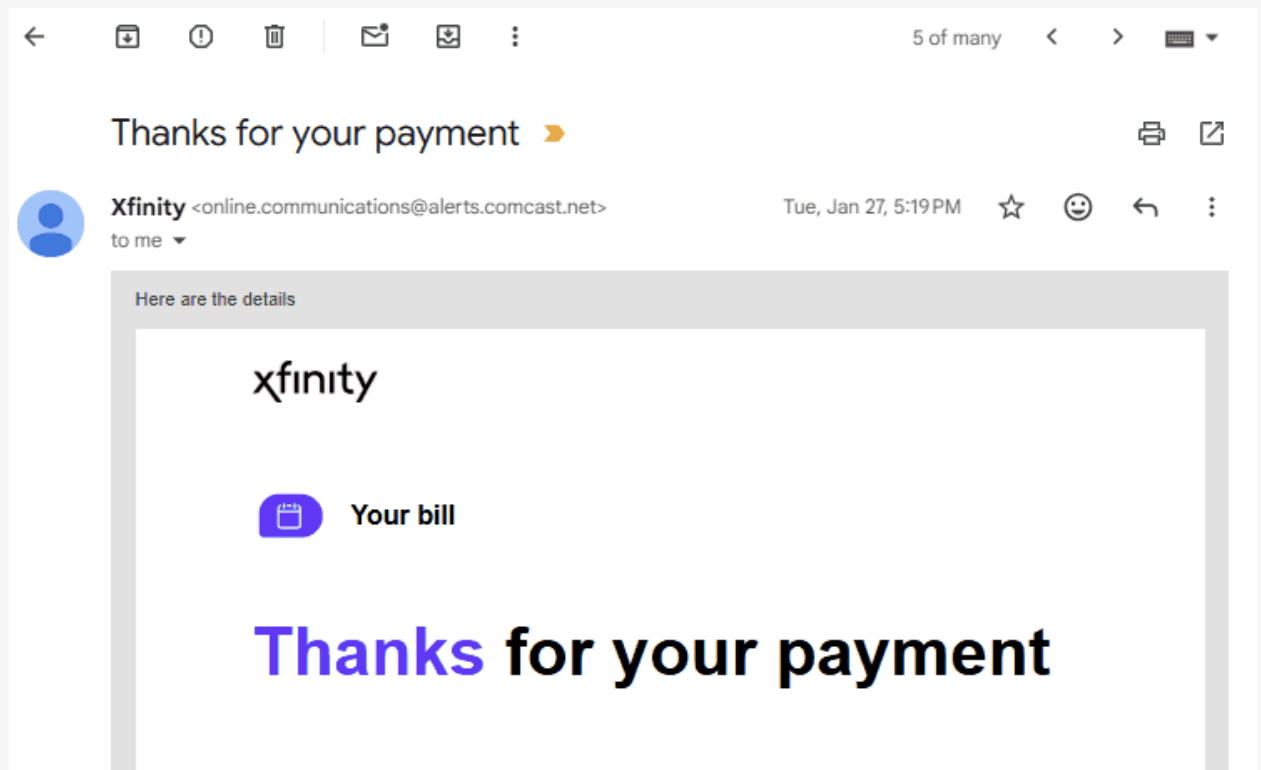 5 of many
Thanks for your payment
Xfinity <online.communications@alerts.comcast.net>
Tue, Jan 27, 5:19 PM
to me
Here are the details
xfinity
Your bill
Thanks for your payment